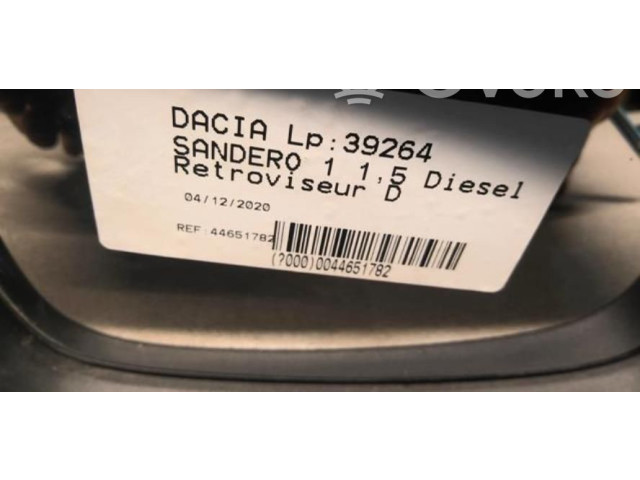 DACIA Lp:39264
SANDERO 1 1,5 Diesel
Retroviseur D
04/12/2020
REF:44651782
(?000)0044651782